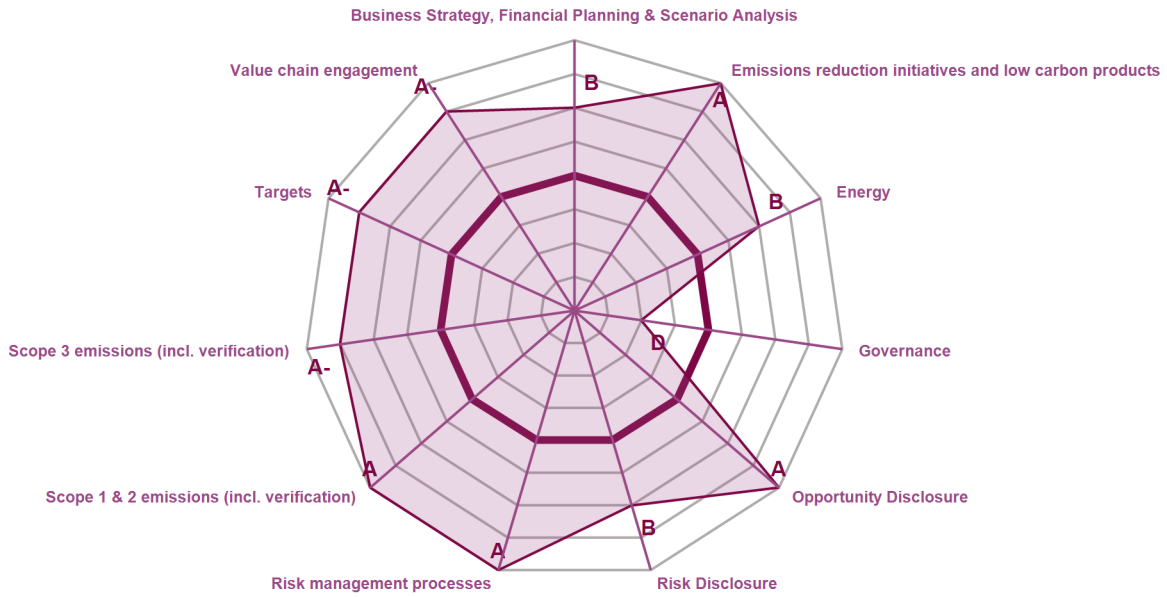 Business Strategy, Financial Planning & Scenario Analysis
Value chain engagement
Emissions reduction initiatives and low carbon products
A-
B
A
Targets
A-
Energy
B
Scope 3 emissions (incl. verification)
A-
D
Governance
Scope 1 & 2 emissions (incl. verification)
A
A
Opportunity Disclosure
Risk management processes
A
B
Risk Disclosure